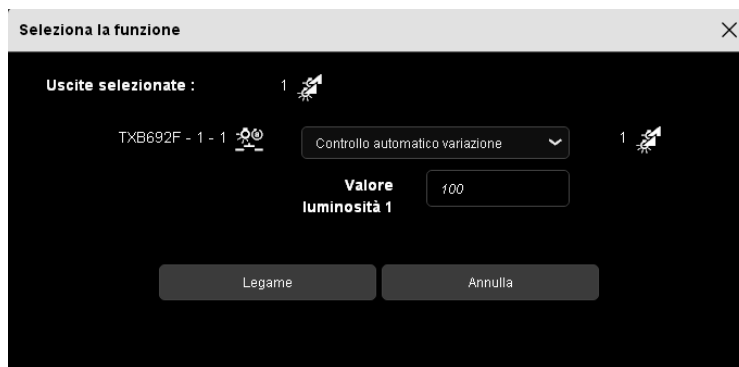 Seleziona la funzione
Uscite selezionate : 1
TXB692F - 1 - 1 Controllo automatico variazione 1
Valore 100
luminosità 1
Legame Annulla